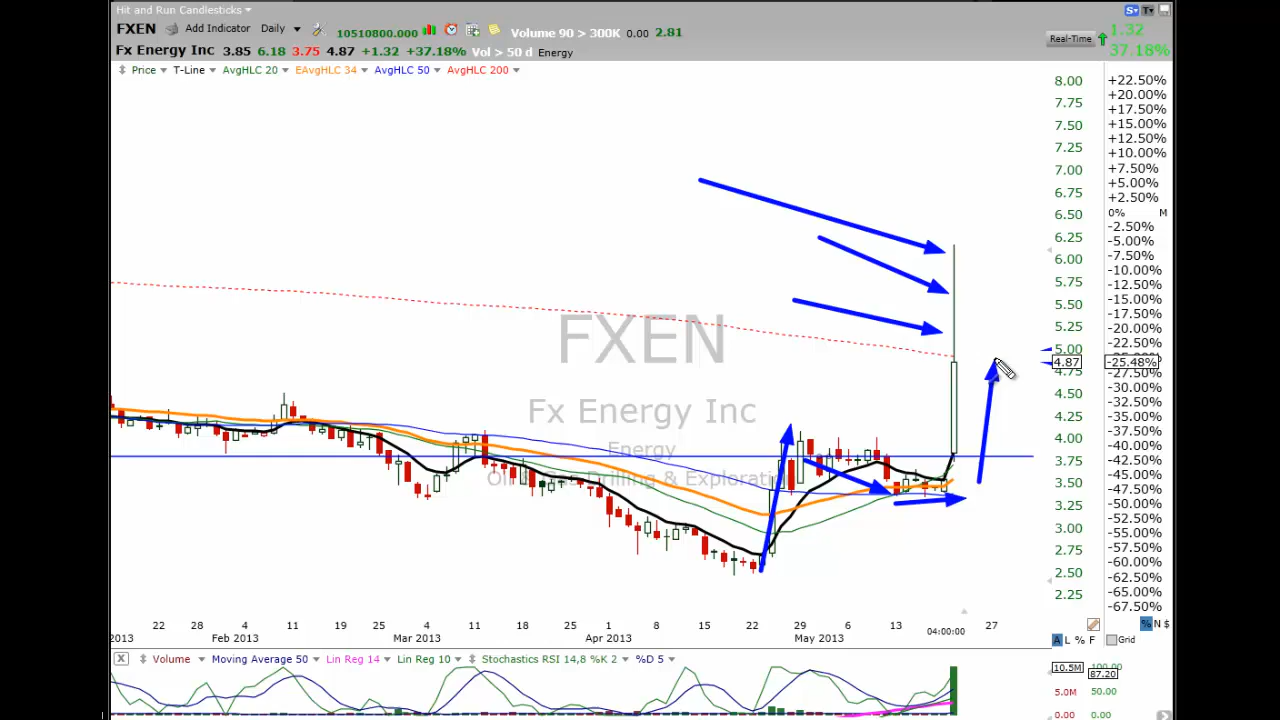 Hit and Run Candlesticks
FXEN Add Indicator Daily 10510800.000 Volume 90 > 300K 0.00 2.81
Fx Energy Inc 3.85 6.18 3.75 4.87 +1.32 +37.18% Vol > 50 d Energy
Real-Time 1.32
37.18%
Price T-Line AvgHLC 20 EAvgHLC 34 AvgHLC 50 AvgHLC 200
8.00 +22.50%
+20.00%
7.75 +17.50%
7.50 +15.00%
7.25 +12.50%
7.00 +10.00%
+7.50%
6.75 +5.00%
+2.50%
6.50 0% M
6.25 -2.50%
-5.00%
6.00 -7.50%
-10.00%
5.75 -12.50%
5.50 -15.00%
-17.50%
5.25 -20.00%
-22.50%
5.00
4.87 -25.48%
4.75 -27.50%
4.50 -30.00%
-32.50%
4.25 -35.00%
-37.50%
4.00 -40.00%
3.75 -42.50%
-45.00%
3.50 -47.50%
3.25 -50.00%
-52.50%
3.00 -55.00%
2.75 -57.50%
-60.00%
2.50 -62.50%
2.25 -65.00%
-67.50%
FXEN
Fx Energy Inc
Energy
22 28 4 11 19 25 4 11 18 25 1 8 15 22 29 6 13 04:00:00 27
2013 Feb 2013 Mar 2013 Apr 2013 May 2013
% N $
A L % F Grid
X Volume Moving Average 50 Lin Reg 14 Lin Reg 10 Stochastics RSI 14,8 %K 2 %D 5
10.5M 100.00
87.20
5.0M 50.00
0.00 0.00